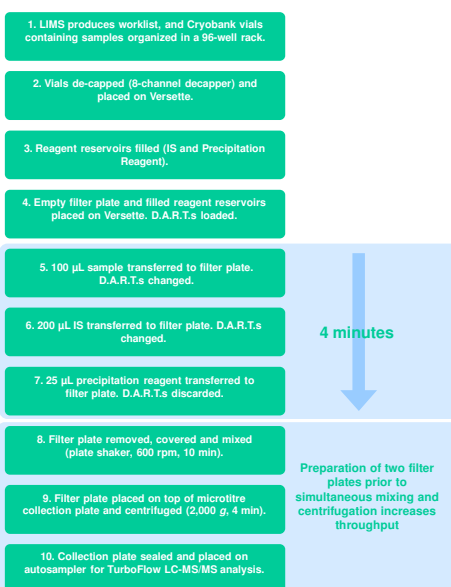 1. LIMS produces worklist, and Cryobank vials
containing samples organized in a 96-well rack.
2. Vials de-capped (8-channel decapper) and
placed on Versette.
3. Reagent reservoirs filled (IS and Precipitation
Reagent).
4. Empty filter plate and filled reagent reservoirs
placed on Versette. D.A.R.T.s loaded.
5. 100 µL sample transferred to filter plate.
D.A.R.T.s changed.
6. 200 µL IS transferred to filter plate. D.A.R.T.s
changed.
7. 25 µL precipitation reagent transferred to
filter plate. D.A.R.T.s discarded.
4 minutes
8. Filter plate removed, covered and mixed
(plate shaker, 600 rpm, 10 min).
9. Filter plate placed on top of microtitre
collection plate and centrifuged (2,000 g, 4 min).
10. Collection plate sealed and placed on
autosampler for TurboFlow LC-MS/MS analysis.
Preparation of two filter
plates prior to
simultaneous mixing and
centrifugation increases
throughput